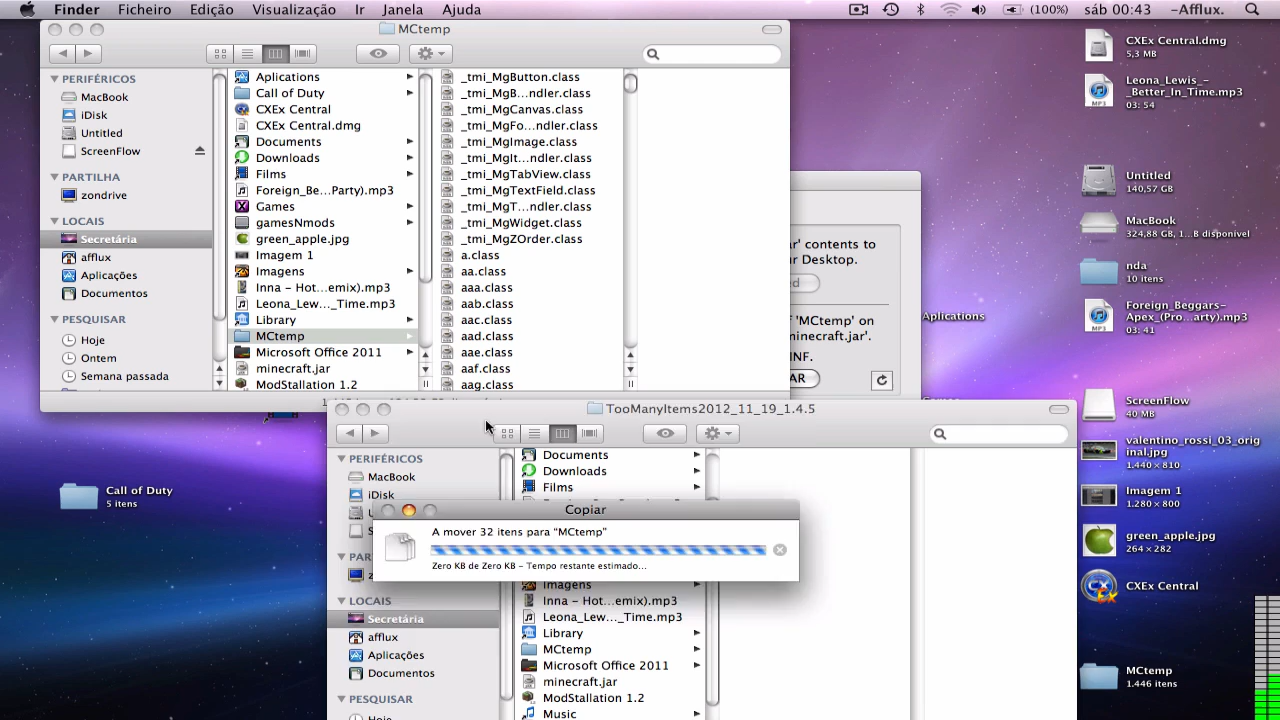 Finder Ficheiro Edição Visualização Ir Janela Ajuda (100%) sáb 00:43 ~Afflux.
MCtemp
PERIFÉRICOS
MacBook
iDisk
Untitled
ScreenFlow
PARTILHA
zondrive
LOCAIS
Secretária
afflux
Aplicações
Documentos
PESQUISAR
Hoje
Ontem
Semana passada
Aplications
Call of Duty
CXEx Central
CXEx Central.dmg
Documents
Downloads
Films
Foreign_Be...Party).mp3
Games
gamesNmods
green_apple.jpg
Imagem 1
Imagens
Inna - Hot...emix).mp3
Leona_Lew..._Time.mp3
Library
MCtemp
Microsoft Office 2011
minecraft.jar
ModStallation 1.2
_tmi_MgButton.class
_tmi_MgB...ndler.class
_tmi_MgCanvas.class
_tmi_MgFo...ndler.class
_tmi_MgImage.class
_tmi_MgIt...ndler.class
_tmi_MgTabView.class
_tmi_MgTextField.class
_tmi_MgT...ndler.class
_tmi_MgWidget.class
_tmi_MgZOrder.class
a.class
aa.class
aaa.class
aab.class
aac.class
aad.class
aae.class
aaf.class
aag.class
ar' contents to
ur Desktop.
ed
f 'MCtemp' on
inecraft.jar'.
INF.
AR
Aplications
TooManyItems2012_11_19_1.4.5
PERIFÉRICOS
MacBook
iDisk
LOCAIS
Secretária
afflux
Aplicações
Documentos
PESQUISAR
Hoje
Documents
Downloads
Films
Imagens
Inna - Hot...emix).mp3
Leona_Lew..._Time.mp3
Library
MCtemp
Microsoft Office 2011
minecraft.jar
ModStallation 1.2
Music
Copiar
A mover 32 itens para "MCtemp"
Zero KB de Zero KB - Tempo restante estimado...
Call of Duty
5 itens
CXEx Central.dmg
5,3 MB
Leona_Lewis_-
_Better_In_Time.mp3
03: 54
Untitled
140,57 GB
MacBook
324,88 GB, 1...B disponível
nda
10 itens
Foreign_Beggars-
Apex_(Pro...arty).mp3
03: 41
ScreenFlow
40 MB
valentino_rossi_03_orig
inal.jpg
1.440 × 810
Imagem 1
1.280 × 800
green_apple.jpg
264 × 282
CXEx Central
MCtemp
1.446 itens